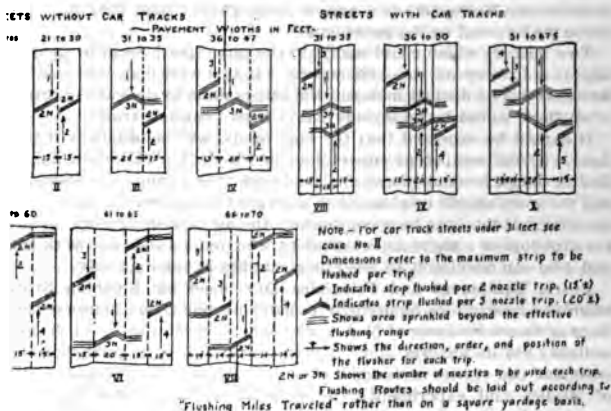 ETS WITHOUT CAR TRACKS
STREETS WITH CAR TRACKS
PAVEMENT WIDTHS IN FEET
21 to 30
31 to 35
36 to 47
31 to 35
36 to 50
51 to 67.5
II
III
IV
VIII
IX
X
to 60
61 to 65
66 to 70
VI
VII
Note.- For car track streets under 31 feet see
case No. II
Dimensions refer to the maximum strip to be
flushed per trip
Indicates strip flushed per 2 nozzle trip. (15's)
Indicates strip flushed per 3 nozzle trip. (20's)
Shows area sprinkled beyond the effective
flushing range
Shows the direction, order, and position of
the flusher for each trip.
2N or 3N Shows the number of nozzles to be used each trip.
Flushing Routes should be laid out according to
"Flushing Miles Traveled" rather than on a square yardage basis.